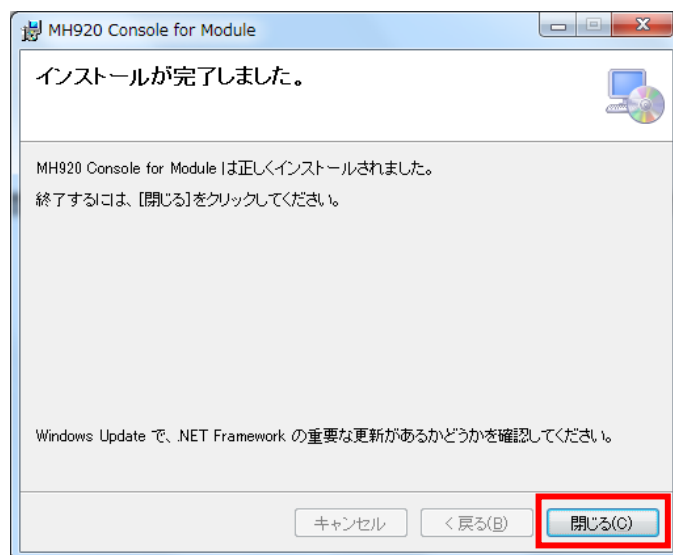 MH920 Console for Module
インストールが完了しました。
MH920 Console for Module は正しくインストールされました。
終了するには、[閉じる]をクリックしてください。
Windows Update で、.NET Framework の重要な更新があるかどうかを確認してください。
キャンセル
< 戻る(B)
閉じる(C)